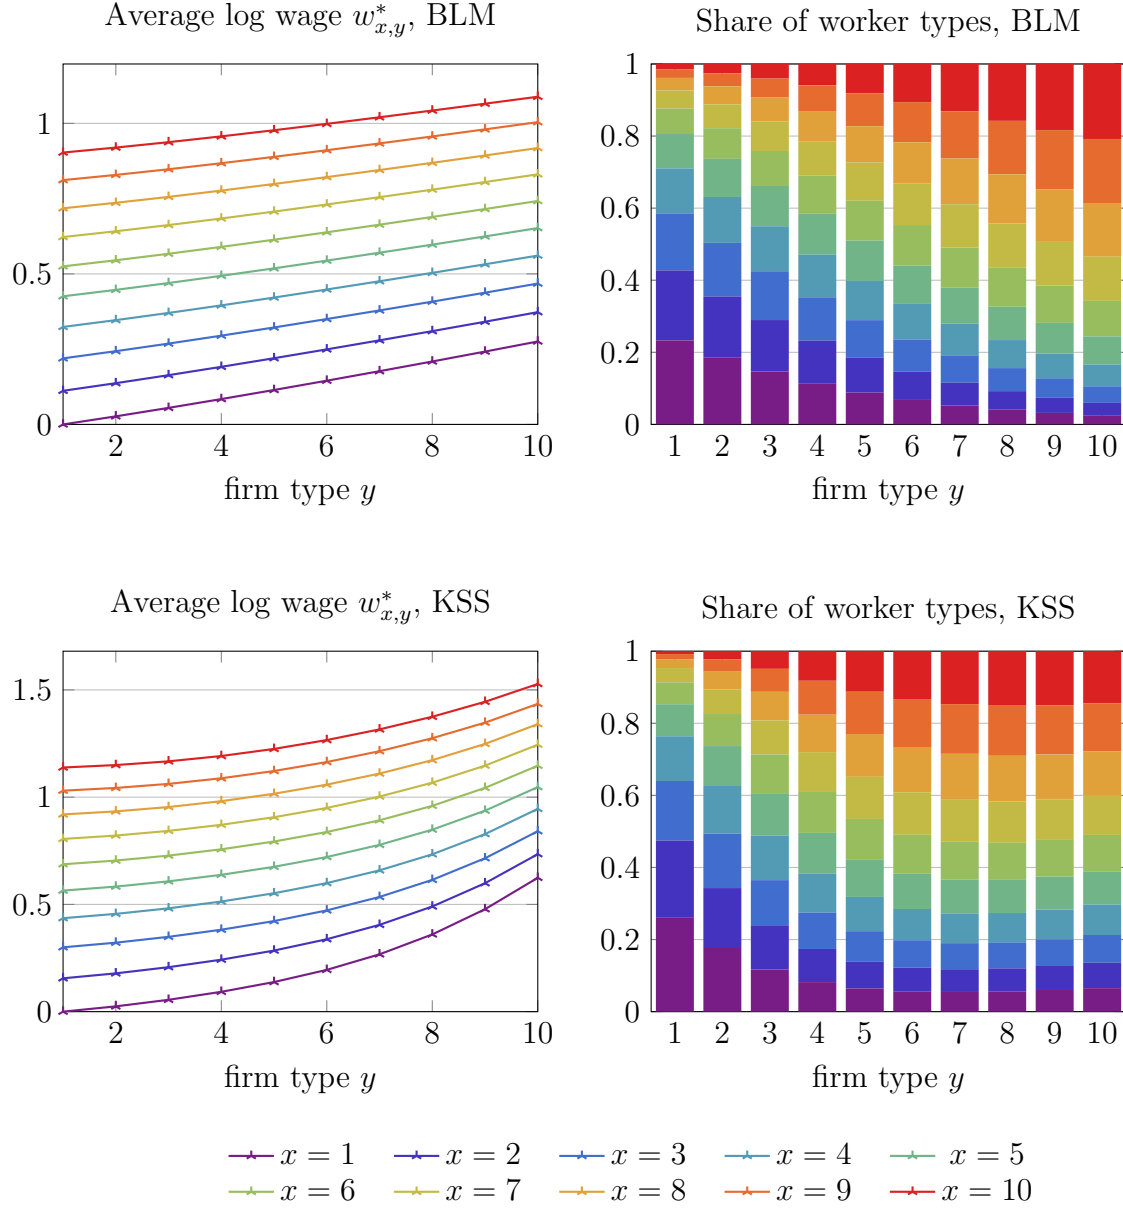 Average log wage w*x,y, BLM
1
0.5
0
2 4 6 8 10
firm type y
Share of worker types, BLM
1
0.8
0.6
0.4
0.2
0
1 2 3 4 5 6 7 8 9 10
firm type y
Average log wage w*x,y, KSS
1.5
1
0.5
0
2 4 6 8 10
firm type y
Share of worker types, KSS
1
0.8
0.6
0.4
0.2
0
1 2 3 4 5 6 7 8 9 10
firm type y
x = 1 x = 2 x = 3 x = 4 x = 5
x = 6 x = 7 x = 8 x = 9 x = 10